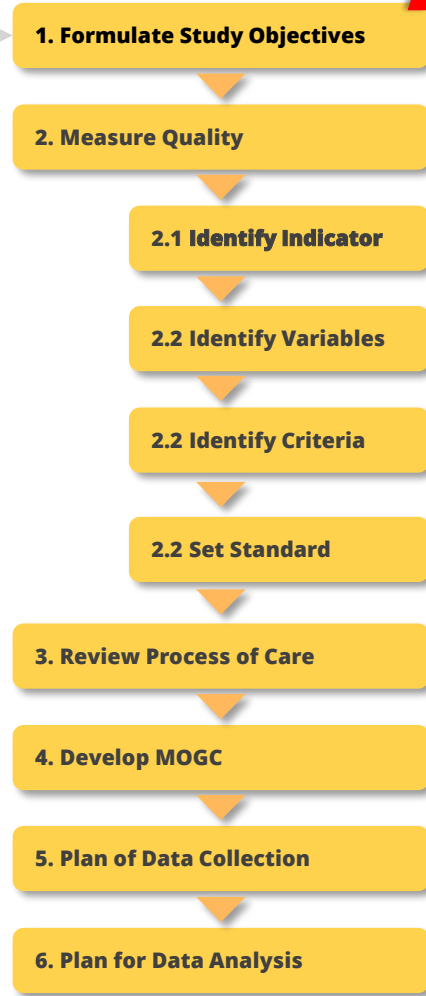 1. Formulate Study Objectives
2. Measure Quality
2.1 Identify Indicator
2.2 Identify Variables
2.2 Identify Criteria
2.2 Set Standard
3. Review Process of Care
4. Develop MOGC
5. Plan of Data Collection
6. Plan for Data Analysis